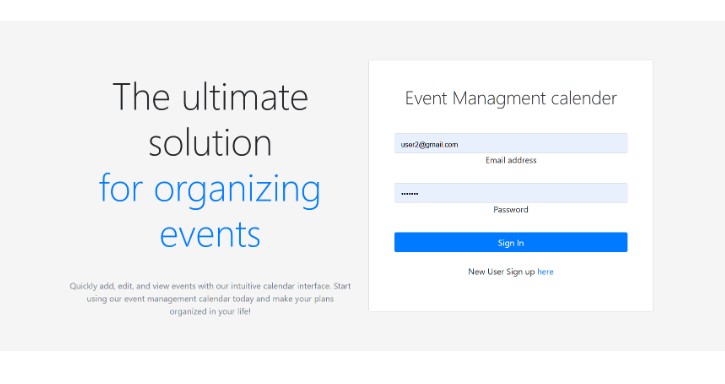 The ultimate
solution
for organizing
events
Quickly add, edit, and view events with our intuitive calendar interface. Start
using our event management calendar today and make your plans
organized in your life!
Event Managment calender
user2@gmail.com
Email address
•••••••
Password
Sign In
New User Sign up here